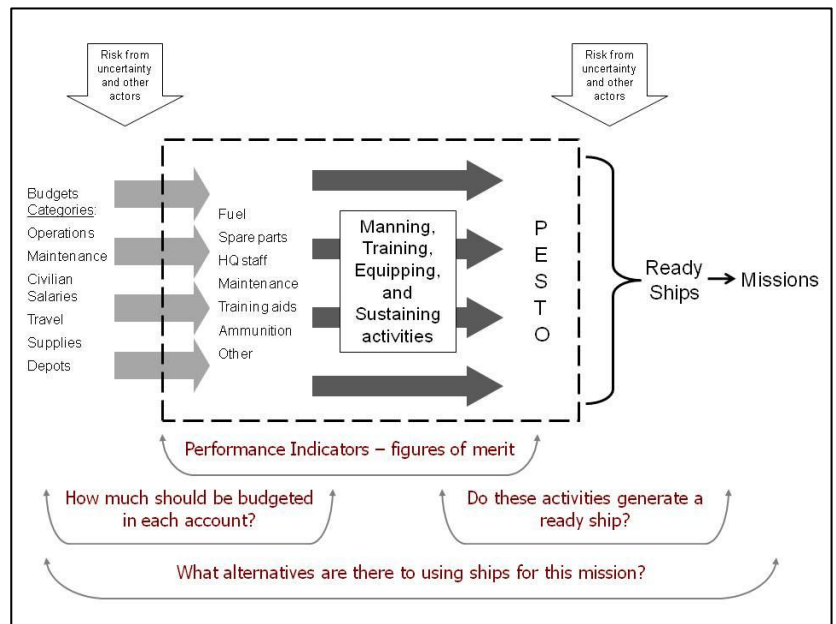 Risk from
uncertainty
and other
actors
Risk from
uncertainty
and other
actors
Budgets
Categories:
Operations
Maintenance
Civilian
Salaries
Travel
Supplies
Depots
Fuel
Spare parts
HQ staff
Maintenance
Training aids
Ammunition
Other
Manning,
Training,
Equipping,
and
Sustaining
activities
P
E
S
T
O
Ready
Ships
Missions
Performance Indicators – figures of merit
How much should be budgeted
in each account?
Do these activities generate a
ready ship?
What alternatives are there to using ships for this mission?